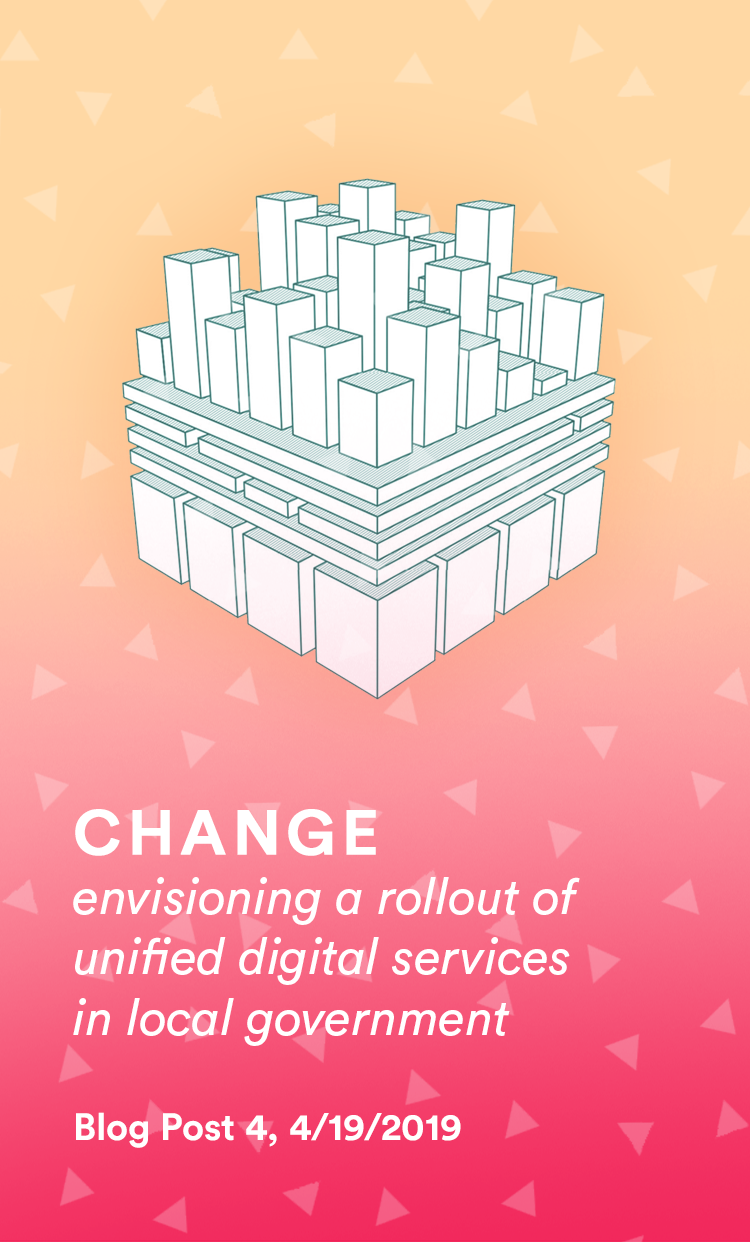 CHANGE
envisioning a rollout of
unified digital services
in local government
Blog Post 4, 4/19/2019